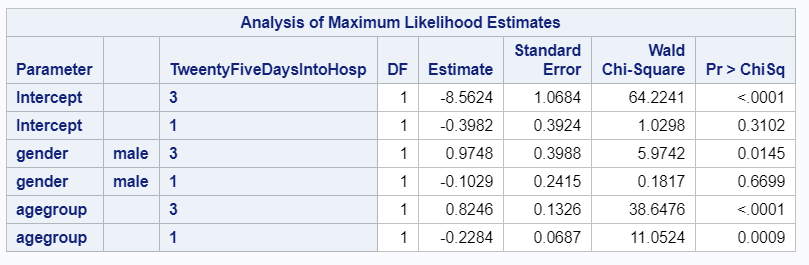 Analysis of Maximum Likelihood Estimates
Parameter TweentyFiveDaysIntoHosp DF Estimate Standard Error Wald Chi-Square Pr > ChiSq
Intercept 3 1 -8.5624 1.0684 64.2241 <.0001
Intercept 1 1 -0.3982 0.3924 1.0298 0.3102
gender male 3 1 0.9748 0.3988 5.9742 0.0145
gender male 1 1 -0.1029 0.2415 0.1817 0.6699
agegroup 3 1 0.8246 0.1326 38.6476 <.0001
agegroup 1 1 -0.2284 0.0687 11.0524 0.0009